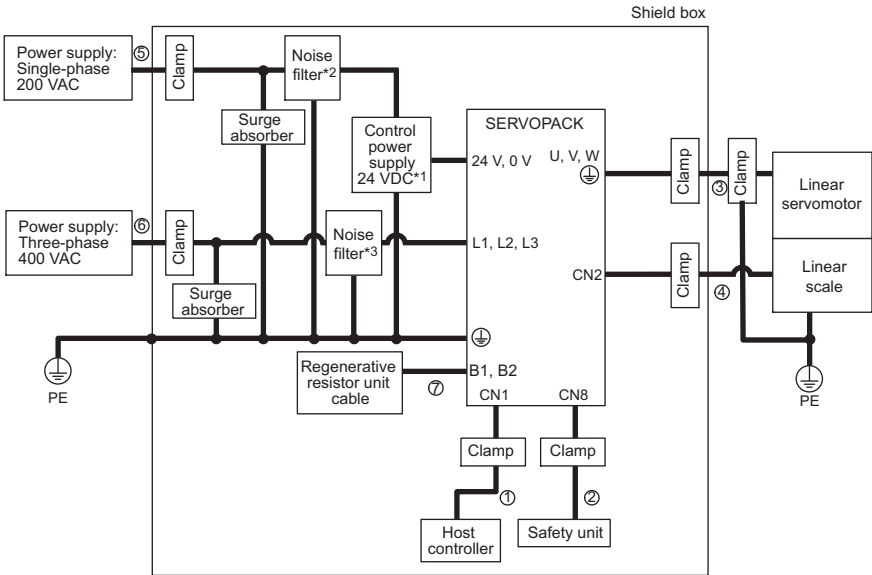 Shield box
Power supply:
Single-phase
200 VAC
⑤
Clamp
Noise
filter*2
Surge
absorber
Control
power
supply
24 VDC*1
SERVOPACK
24 V, 0 V
U, V, W
Clamp
③
Clamp
Linear
servomotor
Power supply:
Three-phase
400 VAC
⑥
Clamp
Noise
filter*3
L1, L2, L3
CN2
Clamp
④
Linear
scale
Surge
absorber
PE
Regenerative
resistor unit
cable
⑦
B1, B2
CN1
CN8
PE
Clamp
Clamp
①
②
Host
controller
Safety unit